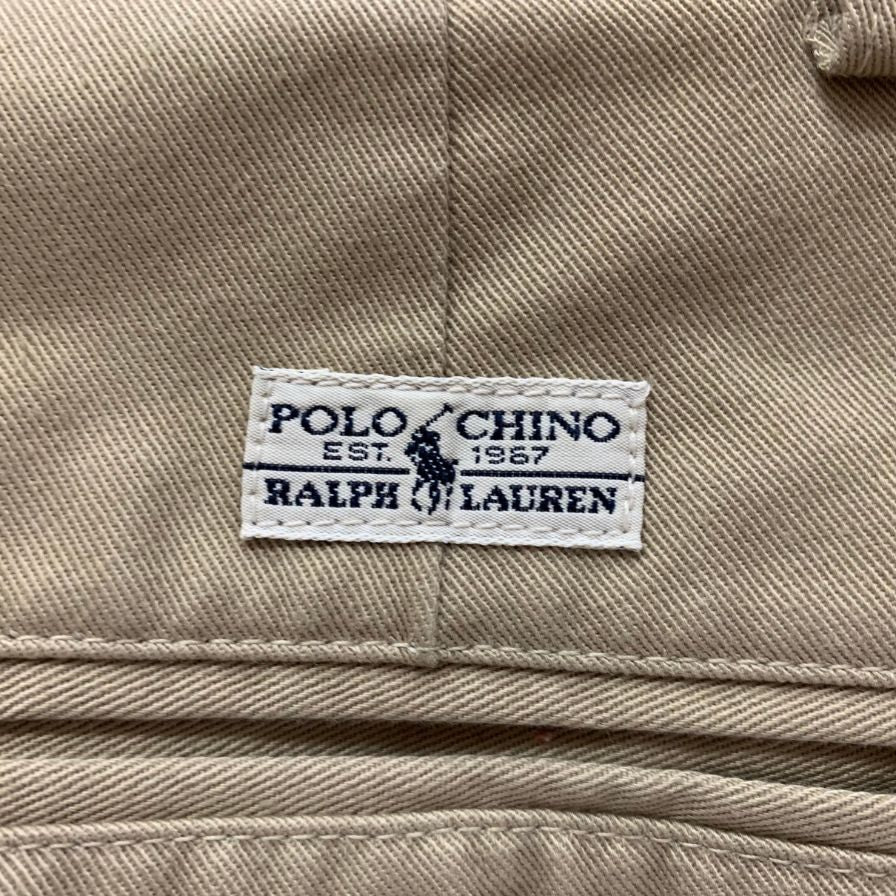 POLO CHINO
EST. 1967
RALPH LAUREN